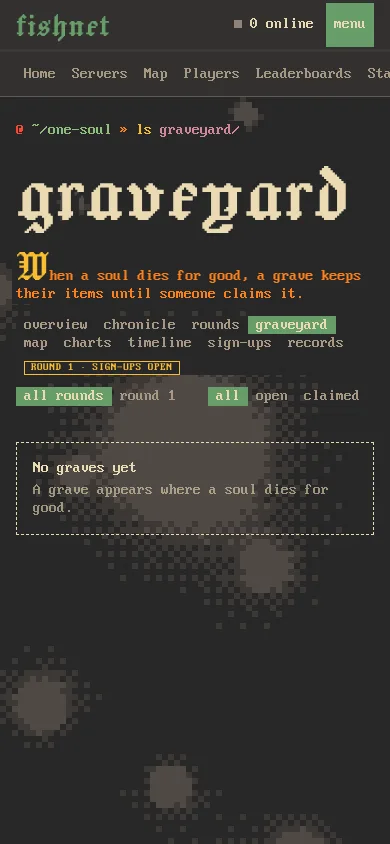 fishnet
0 online
menu
Home Servers Map Players Leaderboards Sta
@ ~/one-soul » ls graveyard/
graveyard
When a soul dies for good, a grave keeps
their items until someone claims it.
overview chronicle rounds graveyard
map charts timeline sign-ups records
ROUND 1 · SIGN-UPS OPEN
all rounds round 1 all open claimed
No graves yet
A grave appears where a soul dies for
good.